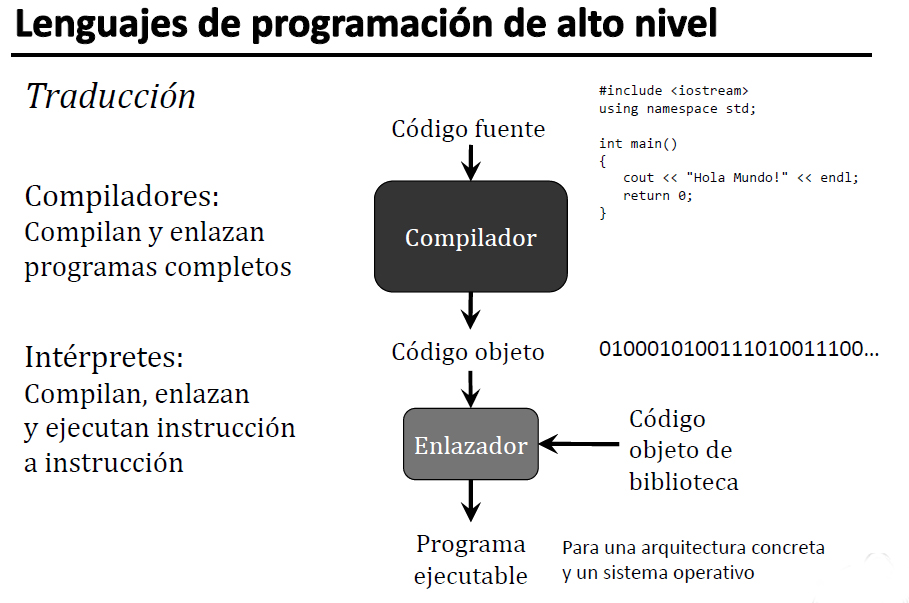 Lenguajes de programación de alto nivel
Traducción
Compiladores:
Compilan y enlazan
programas completos
Intérpretes:
Compilan, enlazan
y ejecutan instrucción
a instrucción
Código fuente
Compilador
Código objeto
Enlazador
Programa
ejecutable
#include <iostream>
using namespace std;
int main()
{
cout << "Hola Mundo!" << endl;
return 0;
}
0100010100111010011100…
Código
objeto de
biblioteca
Para una arquitectura concreta
y un sistema operativo